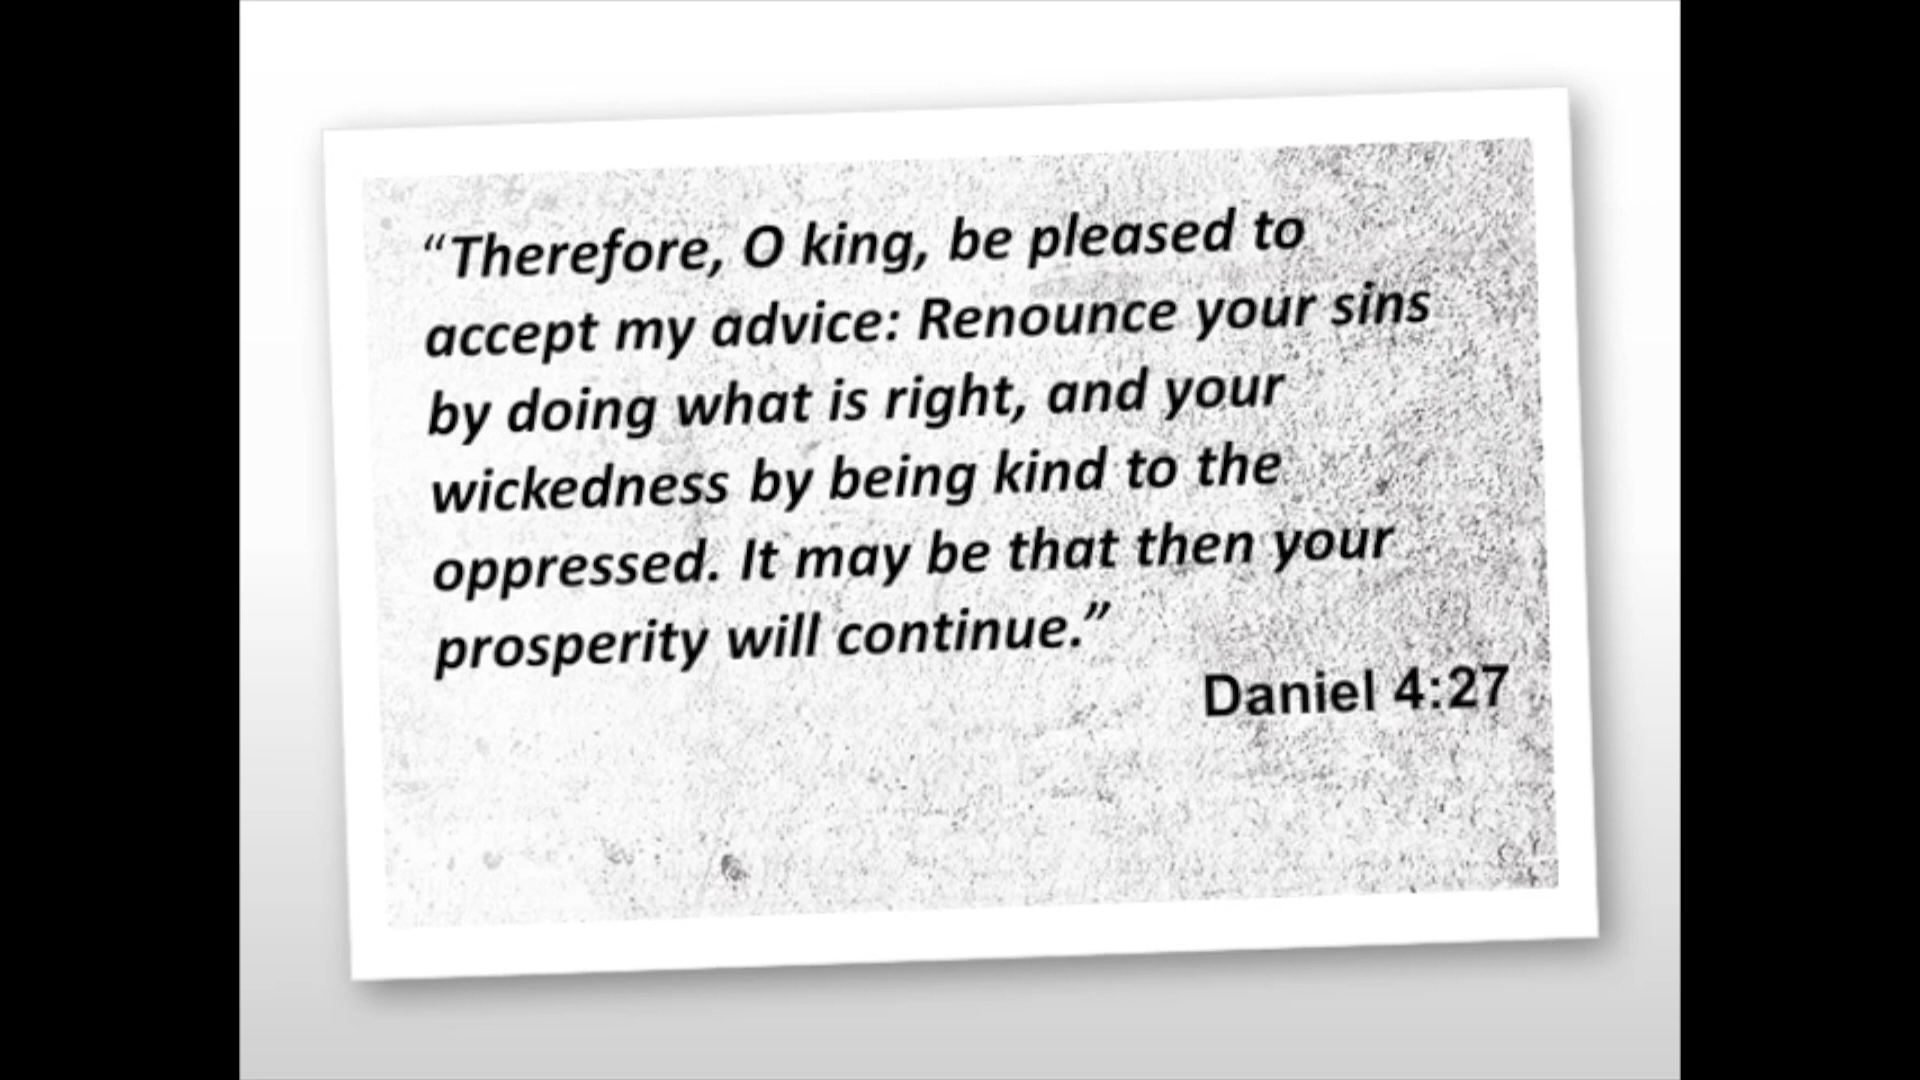 “Therefore, O king, be pleased to
accept my advice: Renounce your sins
by doing what is right, and your
wickedness by being kind to the
oppressed. It may be that then your
prosperity will continue.”
Daniel 4:27